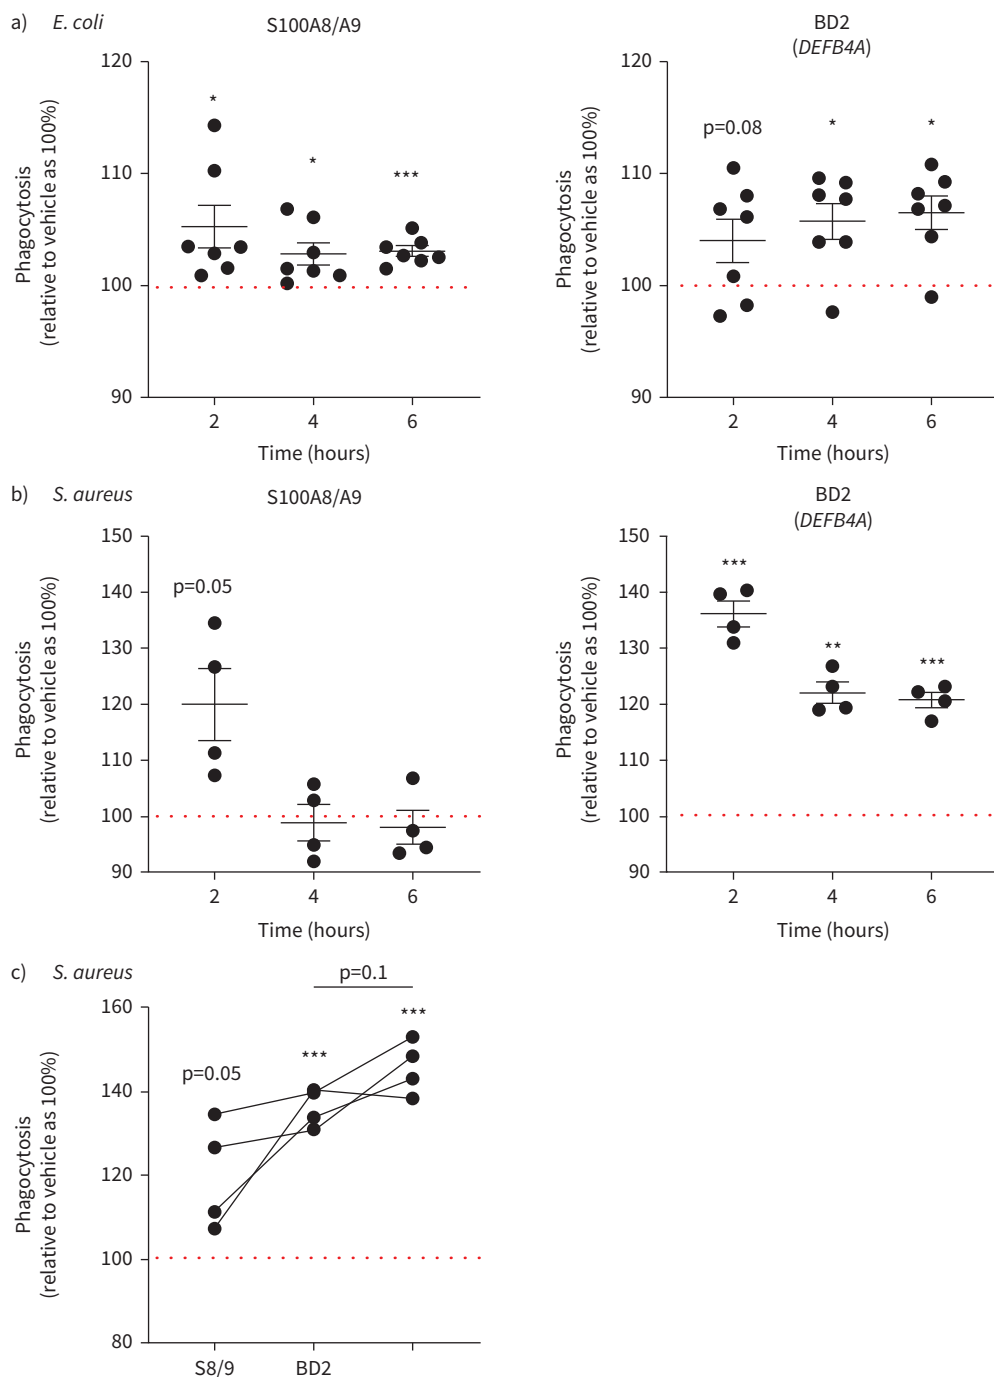 a) E. coli
S100A8/A9
BD2
(DEFB4A)
Phagocytosis
(relative to vehicle as 100%)
120
110
100
90
*
*
***
2 4 6
Time (hours)
Phagocytosis
(relative to vehicle as 100%)
120
110
100
90
p=0.08
*
*
2 4 6
Time (hours)
b) S. aureus
S100A8/A9
BD2
(DEFB4A)
Phagocytosis
(relative to vehicle as 100%)
150
140
130
120
110
100
90
p=0.05
2 4 6
Time (hours)
Phagocytosis
(relative to vehicle as 100%)
150
140
130
120
110
100
90
***
**
***
2 4 6
Time (hours)
c) S. aureus
p=0.1
Phagocytosis
(relative to vehicle as 100%)
160
140
120
100
80
p=0.05
***
***
S8/9 BD2